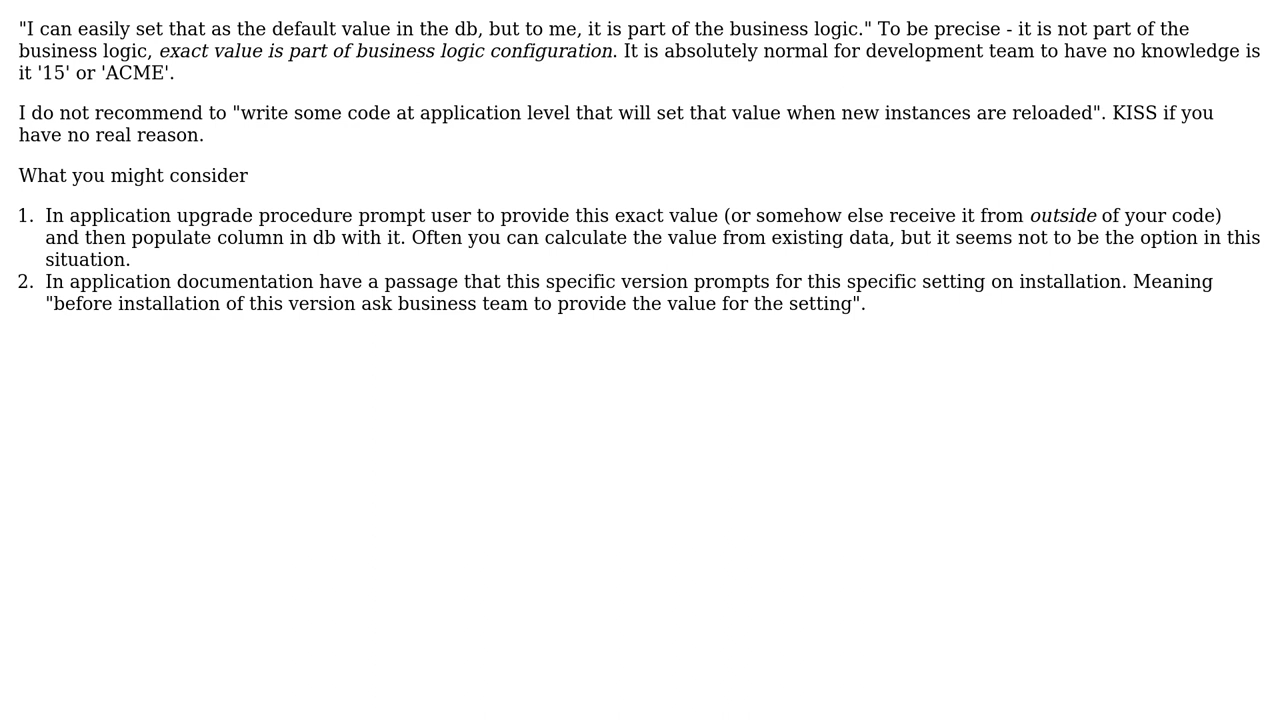 "I can easily set that as the default value in the db, but to me, it is part of the business logic." To be precise - it is not part of the
business logic, exact value is part of business logic configuration. It is absolutely normal for development team to have no knowledge is
it '15' or 'ACME'.
I do not recommend to "write some code at application level that will set that value when new instances are reloaded". KISS if you
have no real reason.
What you might consider
1. In application upgrade procedure prompt user to provide this exact value (or somehow else receive it from outside of your code)
and then populate column in db with it. Often you can calculate the value from existing data, but it seems not to be the option in this
situation.
2. In application documentation have a passage that this specific version prompts for this specific setting on installation. Meaning
"before installation of this version ask business team to provide the value for the setting".